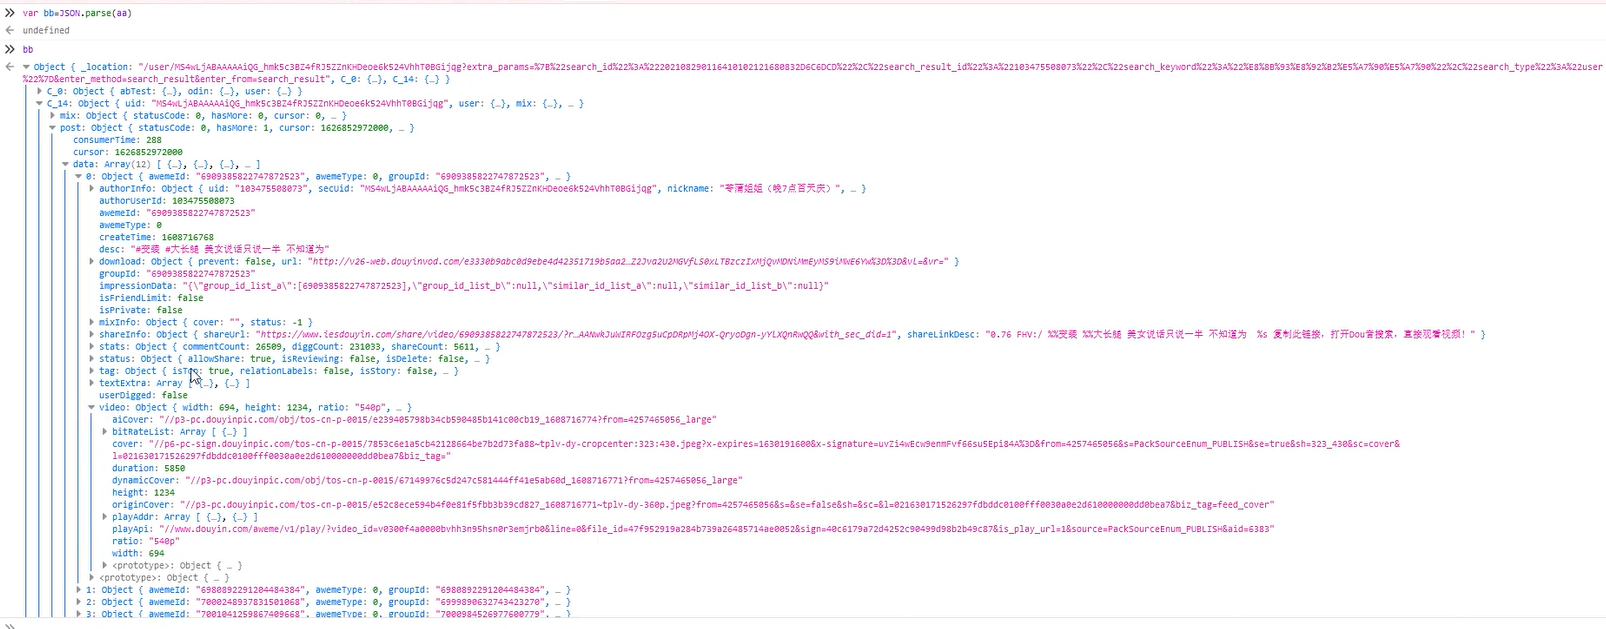 var bb=JSON.parse(aa)
undefined
bb
Object { _location: "/user/MS4wLjABAAAAAiQG_hmk5c3BZ4fRJ5ZZnKHDeoe6k524VhhT0BGijqg?extra_params=%7B%22search_id%22%3A%22202108290116410102121680832D6C6DCD%22%2C%22search_result_id%22%3A%22103475508073%22%2C%22search_keyword%22%3A%22%E8%8B%93%E8%92%B2%E5%A7%90%E5%A7%90%22%2C%22search_type%22%3A%22user
%22%7D&enter_method=search_result&enter_from=search_result", C_0: {…}, C_14: {…} }
C_0: Object { abTest: {…}, odin: {…}, user: {…} }
C_14: Object { uid: "MS4wLjABAAAAAiQG_hmk5c3BZ4fRJ5ZZnKHDeoe6k524VhhT0BGijqg", user: {…}, mix: {…}, … }
mix: Object { statusCode: 0, hasMore: 0, cursor: 0, … }
post: Object { statusCode: 0, hasMore: 1, cursor: 1626852972000, … }
consumerTime: 288
cursor: 1626852972000
data: Array(12) [ {…}, {…}, {…}, … ]
0: Object { awemeId: "6909385822747872523", awemeType: 0, groupId: "6909385822747872523", … }
authorInfo: Object { uid: "103475508073", secUid: "MS4wLjABAAAAAiQG_hmk5c3BZ4fRJ5ZZnKHDeoe6k524VhhT0BGijqg", nickname: "苓蒲姐姐（晚7点百天庆）", … }
authorUserId: 103475508073
awemeId: "6909385822747872523"
awemeType: 0
createTime: 1608716768
desc: "#变装 #大长腿 美女说话只说一半 不知道为"
download: Object { prevent: false, url: "http://v26-web.douyinvod.com/e3330b9abc0d9ebe4d42351719b5aa2…Z2Jva2U2MGVfLS0xLTBzczIxMjQvMDNiMmEyMS9iMWE6Yw%3D%3D&vl=&vr=" }
groupId: "6909385822747872523"
impressionData: "{\"group_id_list_a\":[6909385822747872523],\"group_id_list_b\":null,\"similar_id_list_a\":null,\"similar_id_list_b\":null}"
isFriendLimit: false
isPrivate: false
mixInfo: Object { cover: "", status: -1 }
shareInfo: Object { shareUrl: "https://www.iesdouyin.com/share/video/6909385822747872523/?r…AANwkJuWIRFOzg5uCpDRpMj4OX-QryoDgn-yYLXQnRwQQ&with_sec_did=1", shareLinkDesc: "0.76 FHV:/ %%变装 %%大长腿 美女说话只说一半 不知道为  %s 复制此链接，打开Dou音搜索，直接观看视频！" }
stats: Object { commentCount: 26509, diggCount: 231033, shareCount: 5611, … }
status: Object { allowShare: true, isReviewing: false, isDelete: false, … }
tag: Object { isTop: true, relationLabels: false, isStory: false, … }
textExtra: Array [ {…}, {…} ]
userDigged: false
video: Object { width: 694, height: 1234, ratio: "540p", … }
aiCover: "//p3-pc.douyinpic.com/obj/tos-cn-p-0015/e239405798b34cb590485b141c00cb19_1608716774?from=4257465056_large"
bitRateList: Array [ {…} ]
cover: "//p6-pc-sign.douyinpic.com/tos-cn-p-0015/7853c6e1a5cb42128664be7b2d73fa88~tplv-dy-cropcenter:323:430.jpeg?x-expires=1630191600&x-signature=uvZi4wEcw9enmFvf66su5Epi84A%3D&from=4257465056&s=PackSourceEnum_PUBLISH&se=true&sh=323_430&sc=cover&
l=021630171526297fdbddc0100fff0030a0e2d610000000dd0bea7&biz_tag="
duration: 5850
dynamicCover: "//p3-pc.douyinpic.com/obj/tos-cn-p-0015/67149976c5d247c581444ff41e5ab60d_1608716771?from=4257465056_large"
height: 1234
originCover: "//p3-pc.douyinpic.com/tos-cn-p-0015/e52c8ece594b4f0e81f5fbb3b39cd827_1608716771~tplv-dy-360p.jpeg?from=4257465056&s=&se=false&sh=&sc=&l=021630171526297fdbddc0100fff0030a0e2d610000000dd0bea7&biz_tag=feed_cover"
playAddr: Array [ {…}, {…} ]
playApi: "//www.douyin.com/aweme/v1/play/?video_id=v0300f4a0000bvhh3n95hsn0r3emjrb0&line=0&file_id=47f952919a284b739a26485714ae0052&sign=40c6179a72d4252c90499d98b2b49c87&is_play_url=1&source=PackSourceEnum_PUBLISH&aid=6383"
ratio: "540p"
width: 694
<prototype>: Object { … }
<prototype>: Object { … }
1: Object { awemeId: "6980892291204484384", awemeType: 0, groupId: "6980892291204484384", … }
2: Object { awemeId: "7000248937831501068", awemeType: 0, groupId: "6999890632743423270", … }
3: Object { awemeId: "7001041259867409668", awemeType: 0, groupId: "7000984526977600779", … }